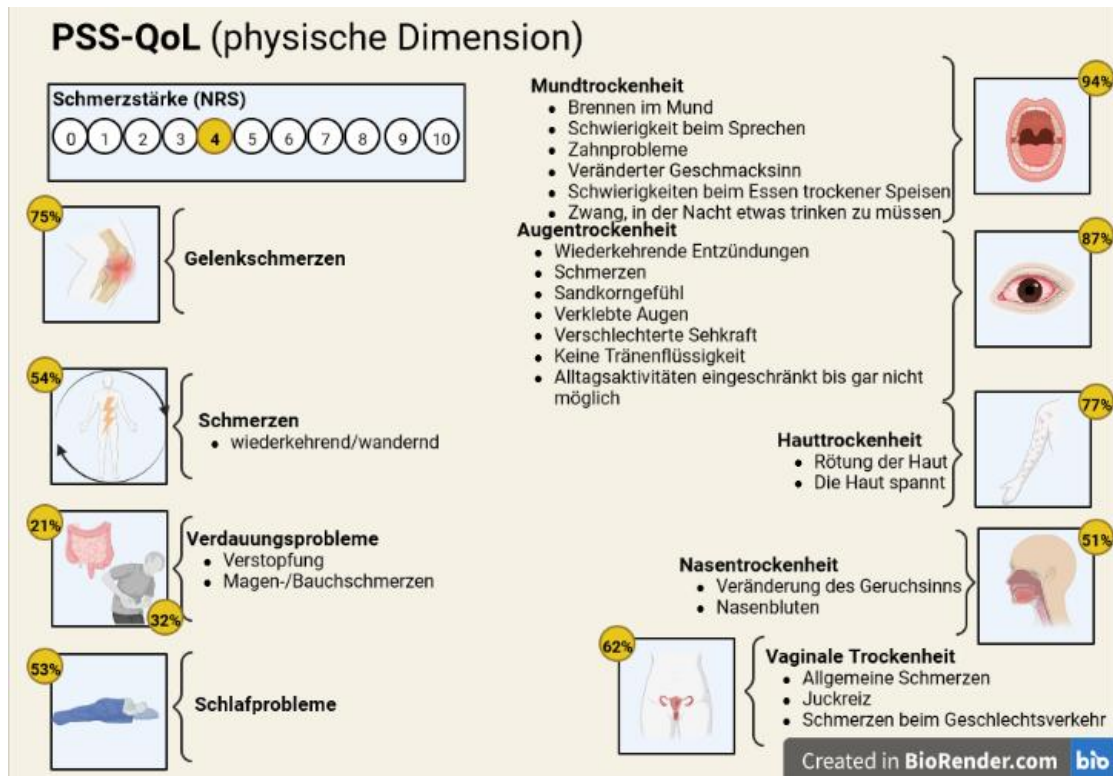 PSS-QoL (physische Dimension)
Schmerzstärke (NRS)
0 1 2 3 4 5 6 7 8 9 10
75%
Gelenkschmerzen
54%
Schmerzen
• wiederkehrend/wandernd
21%
Verdauungsprobleme
• Verstopfung
• Magen-/Bauchschmerzen
32%
53%
Schlafprobleme
94%
Mundtrockenheit
• Brennen im Mund
• Schwierigkeit beim Sprechen
• Zahnprobleme
• Veränderter Geschmacksinn
• Schwierigkeiten beim Essen trockener Speisen
• Zwang, in der Nacht etwas trinken zu müssen
87%
Augentrockenheit
• Wiederkehrende Entzündungen
• Schmerzen
• Sandkorngefühl
• Verklebte Augen
• Verschlechterte Sehkraft
• Keine Tränenflüssigkeit
• Alltagsaktivitäten eingeschränkt bis gar nicht
möglich
77%
Hauttrockenheit
• Rötung der Haut
• Die Haut spannt
51%
Nasentrockenheit
• Veränderung des Geruchsinns
• Nasenbluten
62%
Vaginale Trockenheit
• Allgemeine Schmerzen
• Juckreiz
• Schmerzen beim Geschlechtsverkehr
Created in BioRender.com bio